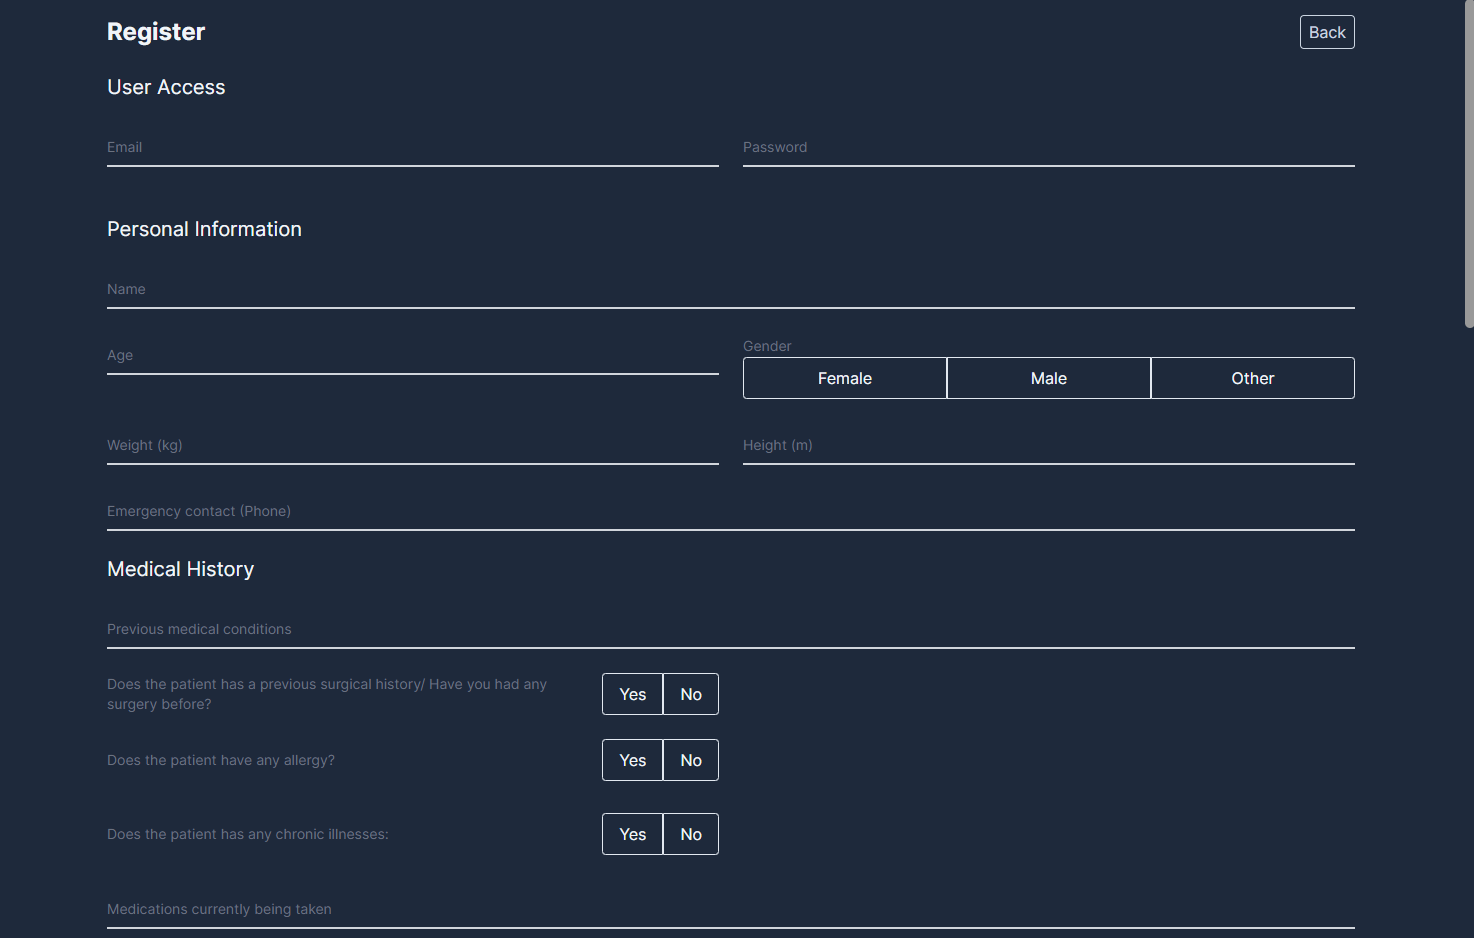 Register
Back
User Access
Email
Password
Personal Information
Name
Age
Gender
Female
Male
Other
Weight (kg)
Height (m)
Emergency contact (Phone)
Medical History
Previous medical conditions
Does the patient has a previous surgical history/ Have you had any
surgery before?
Yes
No
Does the patient have any allergy?
Yes
No
Does the patient has any chronic illnesses:
Yes
No
Medications currently being taken